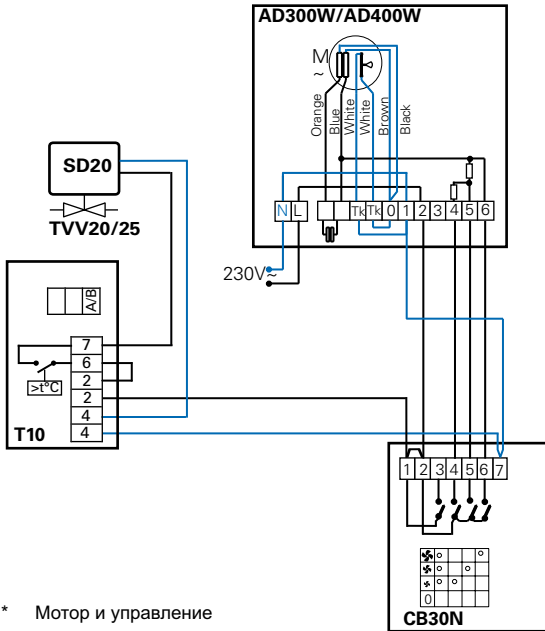 AD300W/AD400W
M
~
Orange
Blue
White
White
Brown
Black
SD20
TVV20/25
N L Tk Tk 0 1 2 3 4 5 6
230V~
A/B
7
6
2
2
4
4
>t°C
T10
1 2 3 4 5 6 7
0
CB30N
* Мотор и управление